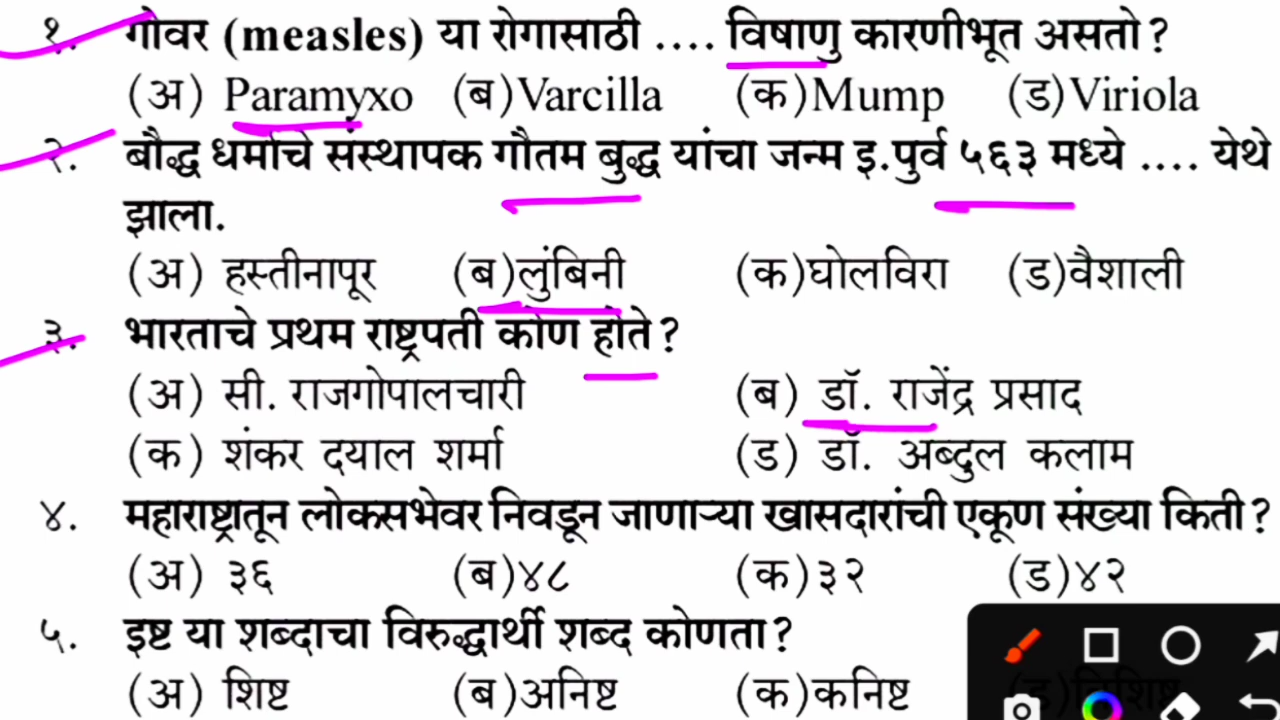 १. गोवर (measles) या रोगासाठी .... विषाणु कारणीभूत असतो?
(अ) Paramyxo (ब)Varcilla (क)Mump (ड)Viriola
२. बौद्ध धर्माचे संस्थापक गौतम बुद्ध यांचा जन्म इ.पुर्व ५६३ मध्ये .... येथे
झाला.
(अ) हस्तीनापूर (ब)लुंबिनी (क)घोलविरा (ड)वैशाली
३. भारताचे प्रथम राष्ट्रपती कोण होते?
(अ) सी. राजगोपालचारी (ब) डॉ. राजेंद्र प्रसाद
(क) शंकर दयाल शर्मा (ड) डॉ. अब्दुल कलाम
४. महाराष्ट्रातून लोकसभेवर निवडून जाणाऱ्या खासदारांची एकूण संख्या किती?
(अ) ३६ (ब)४८ (क)३२ (ड)४२
५. इष्ट या शब्दाचा विरुद्धार्थी शब्द कोणता?
(अ) शिष्ट (ब)अनिष्ट (क)कनिष्ट